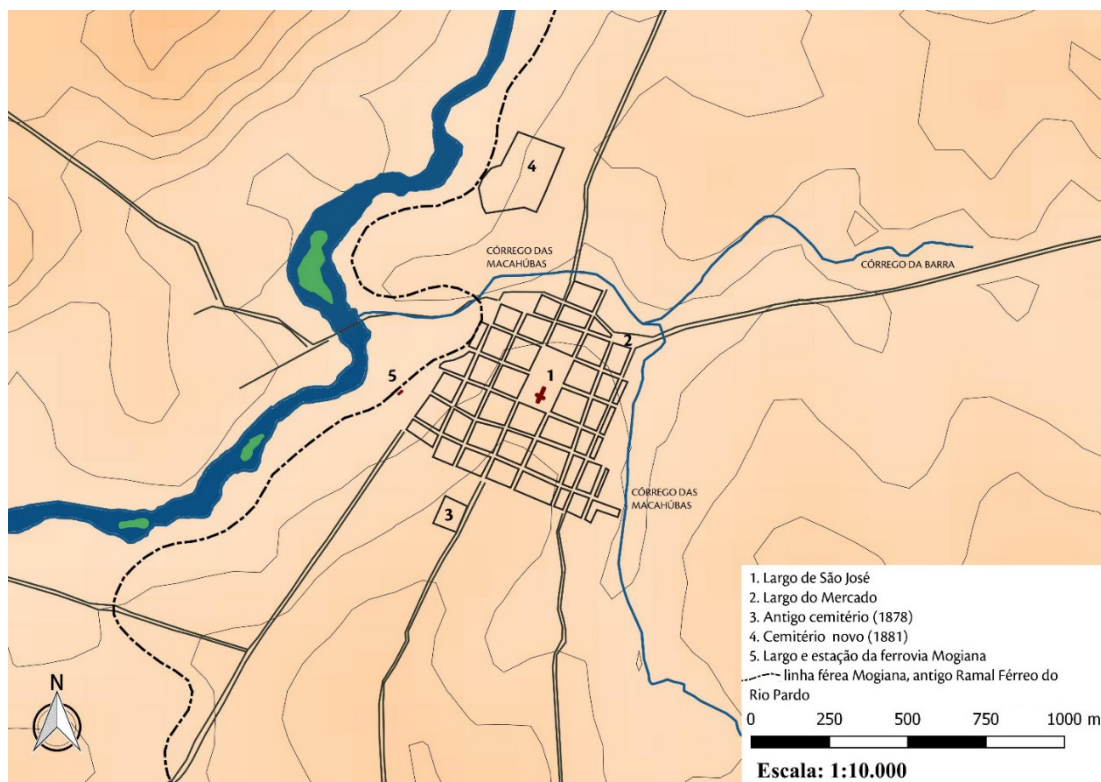 4
CÓRREGO DAS
MACAHÚBAS
CÓRREGO DA BARRA
2
1
5
CÓRREGO DAS
MACAHÚBAS
3
N
1. Largo de São José
2. Largo do Mercado
3. Antigo cemitério (1878)
4. Cemitério novo (1881)
5. Largo e estação da ferrovia Mogiana
linha férea Mogiana, antigo Ramal Férreo do
Rio Pardo
0 250 500 750 1000 m
Escala: 1:10.000